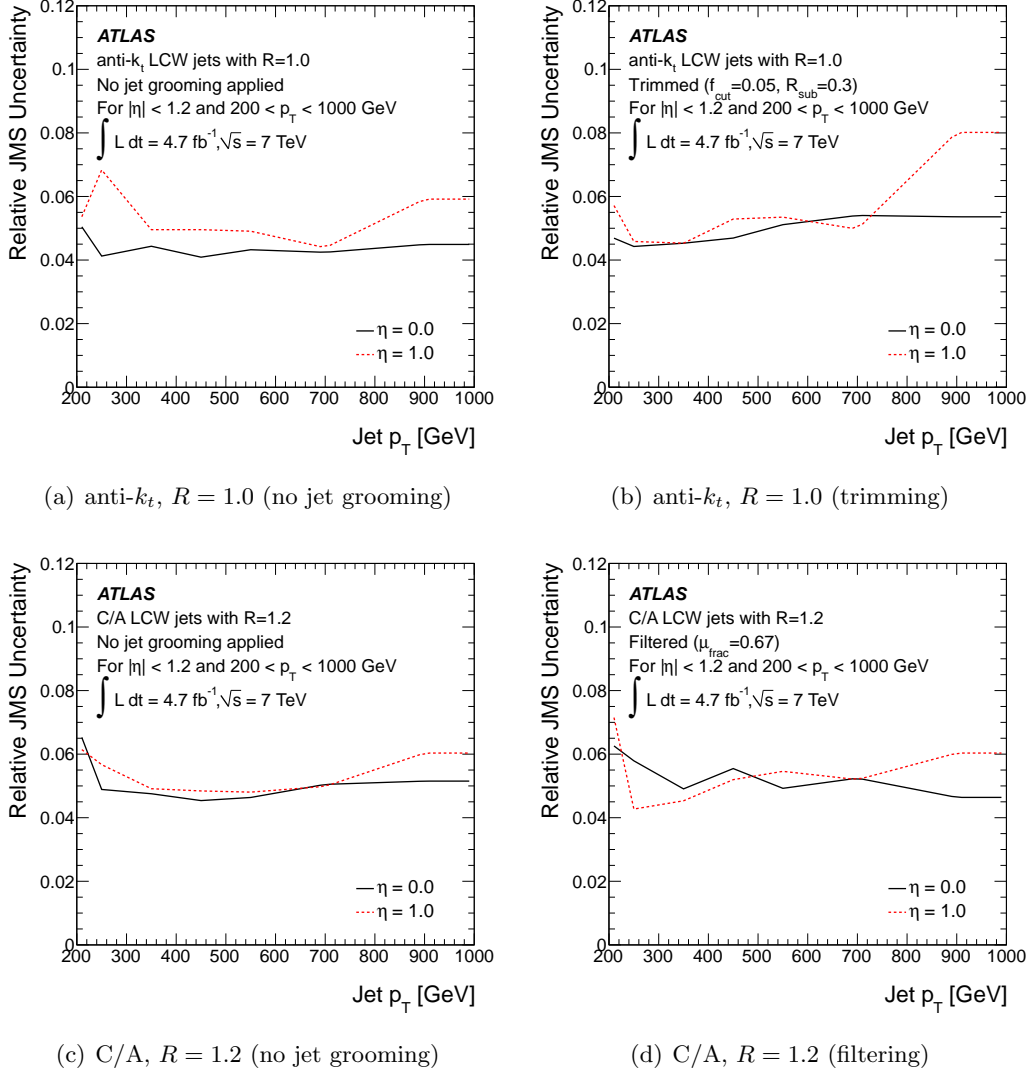 Relative JMS Uncertainty
0.12
0.1
0.08
0.06
0.04
0.02
0
ATLAS
anti-k_t LCW jets with R=1.0
No jet grooming applied
For |η| < 1.2 and 200 < p_T < 1000 GeV
∫ L dt = 4.7 fb⁻¹,√s = 7 TeV
η = 0.0
η = 1.0
200 300 400 500 600 700 800 900 1000
Jet p_T [GeV]
(a) anti-k_t, R = 1.0 (no jet grooming)
Relative JMS Uncertainty
0.12
0.1
0.08
0.06
0.04
0.02
0
ATLAS
anti-k_t LCW jets with R=1.0
Trimmed (f_cut=0.05, R_sub=0.3)
For |η| < 1.2 and 200 < p_T < 1000 GeV
∫ L dt = 4.7 fb⁻¹,√s = 7 TeV
η = 0.0
η = 1.0
200 300 400 500 600 700 800 900 1000
Jet p_T [GeV]
(b) anti-k_t, R = 1.0 (trimming)
Relative JMS Uncertainty
0.12
0.1
0.08
0.06
0.04
0.02
0
ATLAS
C/A LCW jets with R=1.2
No jet grooming applied
For |η| < 1.2 and 200 < p_T < 1000 GeV
∫ L dt = 4.7 fb⁻¹,√s = 7 TeV
η = 0.0
η = 1.0
200 300 400 500 600 700 800 900 1000
Jet p_T [GeV]
(c) C/A, R = 1.2 (no jet grooming)
Relative JMS Uncertainty
0.12
0.1
0.08
0.06
0.04
0.02
0
ATLAS
C/A LCW jets with R=1.2
Filtered (μ_frac=0.67)
For |η| < 1.2 and 200 < p_T < 1000 GeV
∫ L dt = 4.7 fb⁻¹,√s = 7 TeV
η = 0.0
η = 1.0
200 300 400 500 600 700 800 900 1000
Jet p_T [GeV]
(d) C/A, R = 1.2 (filtering)